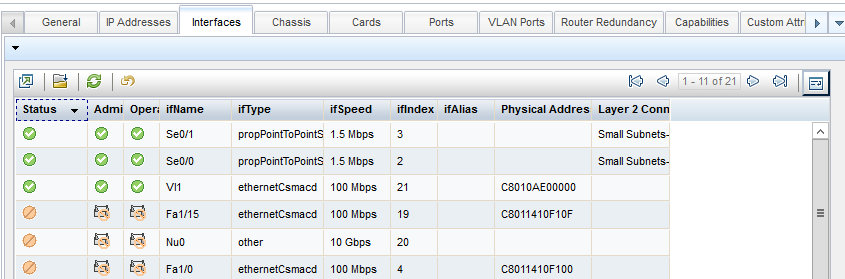 General IP Addresses Interfaces Chassis Cards Ports VLAN Ports Router Redundancy Capabilities Custom Attri
1 - 11 of 21
Status Admi Opera ifName ifType ifSpeed ifIndex ifAlias Physical Address Layer 2 Conn
Se0/1 propPointToPointS 1.5 Mbps 3 Small Subnets-
Se0/0 propPointToPointS 1.5 Mbps 2 Small Subnets-
Vl1 ethernetCsmacd 100 Mbps 21 C8010AE00000
Fa1/15 ethernetCsmacd 100 Mbps 19 C8011410F10F
Nu0 other 10 Gbps 20
Fa1/0 ethernetCsmacd 100 Mbps 4 C8011410F100